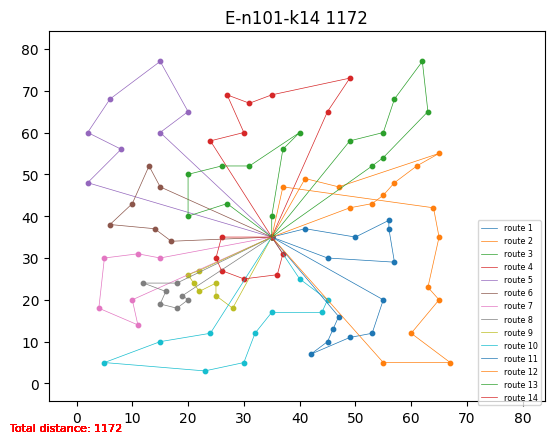 E-n101-k14 1172
80
70
60
50
40
30
20
10
0
route 1
route 2
route 3
route 4
route 5
route 6
route 7
route 8
route 9
route 10
route 11
route 12
route 13
route 14
0 10 20 30 40 50 60 70 80
Total distance: 1172